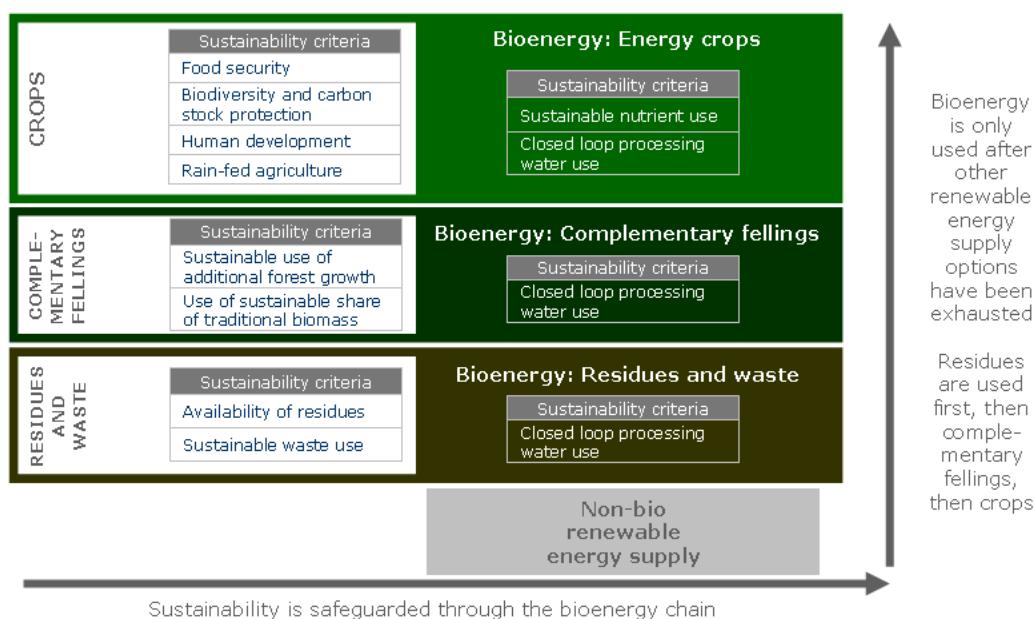 CROPS
Sustainability criteria
Food security
Biodiversity and carbon
stock protection
Human development
Rain-fed agriculture
Bioenergy: Energy crops
Sustainability criteria
Sustainable nutrient use
Closed loop processing
water use
COMPLE-
MENTARY
FELLINGS
Sustainability criteria
Sustainable use of
additional forest growth
Use of sustainable share
of traditional biomass
Bioenergy: Complementary fellings
Sustainability criteria
Closed loop processing
water use
RESIDUES
AND
WASTE
Sustainability criteria
Availability of residues
Sustainable waste use
Bioenergy: Residues and waste
Sustainability criteria
Closed loop processing
water use
Non-bio
renewable
energy supply
Sustainability is safeguarded through the bioenergy chain
Bioenergy
is only
used after
other
renewable
energy
supply
options
have been
exhausted
Residues
are used
first, then
comple-
mentary
fellings,
then crops